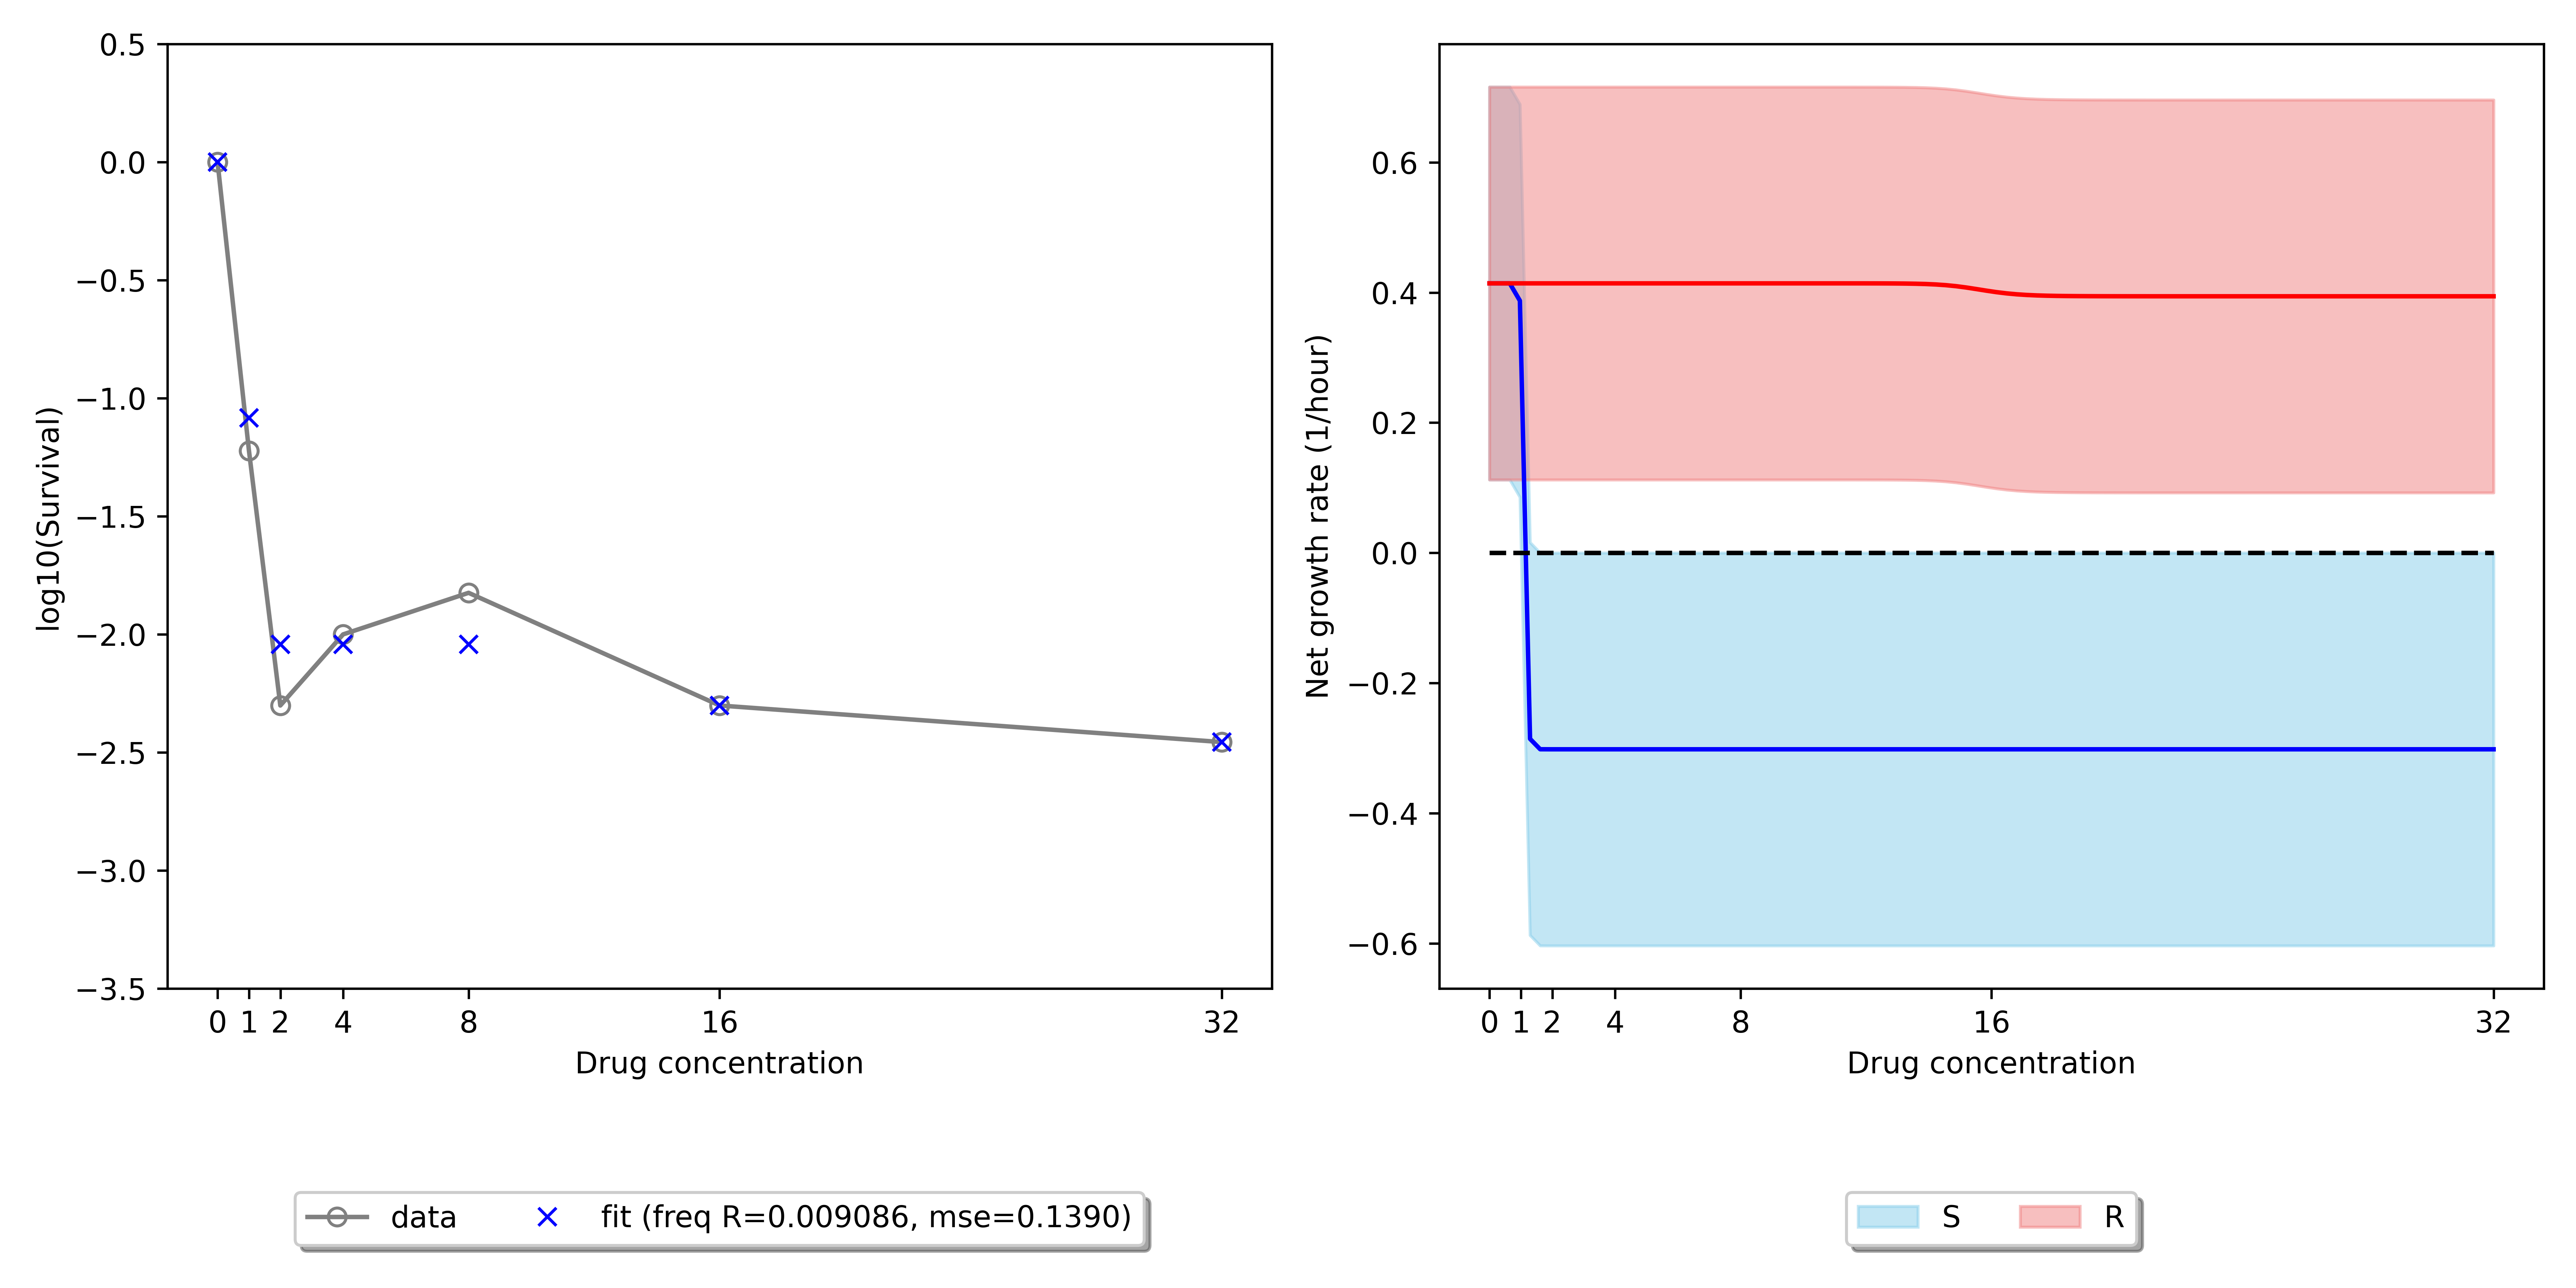 0.5
0.0
−0.5
−1.0
−1.5
−2.0
−2.5
−3.0
−3.5
log10(Survival)
0 1 2 4 8 16 32
Drug concentration
data fit (freq R=0.009086, mse=0.1390)
0.6
0.4
0.2
0.0
−0.2
−0.4
−0.6
Net growth rate (1/hour)
0 1 2 4 8 16 32
Drug concentration
S R